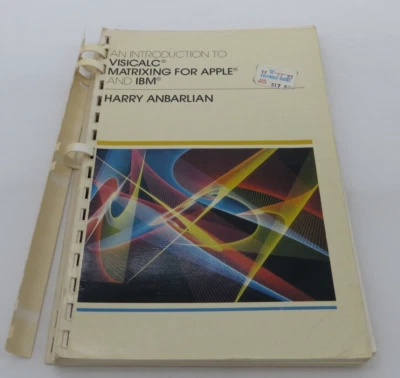 AN INTRODUCTION TO
VISICALC®
MATRIXING FOR APPLE®
AND IBM®
HARRY ANBARLIAN